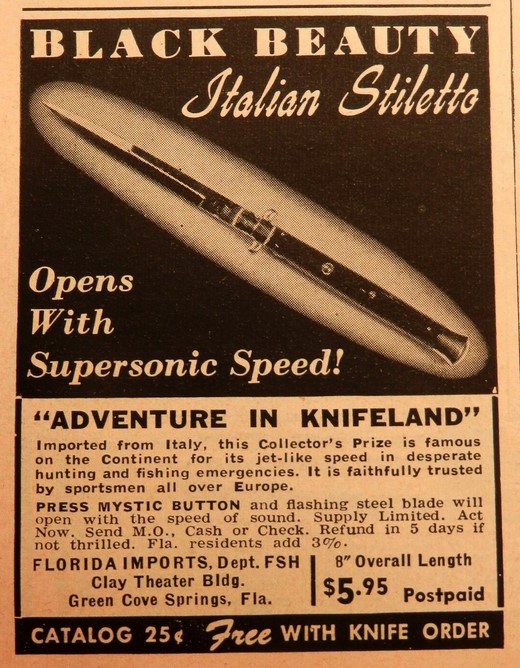 BLACK BEAUTY
Italian Stiletto
Opens
With
Supersonic Speed!
"ADVENTURE IN KNIFELAND"
Imported from Italy, this Collector's Prize is famous
on the Continent for its jet-like speed in desperate
hunting and fishing emergencies. It is faithfully trusted
by sportsmen all over Europe.
PRESS MYSTIC BUTTON and flashing steel blade will
open with the speed of sound. Supply Limited. Act
Now. Send M.O., Cash or Check. Refund in 5 days if
not thrilled. Fla. residents add 3%.
FLORIDA IMPORTS, Dept. FSH
Clay Theater Bldg.
Green Cove Springs, Fla.
8" Overall Length
$5.95 Postpaid
CATALOG 25¢ Free WITH KNIFE ORDER